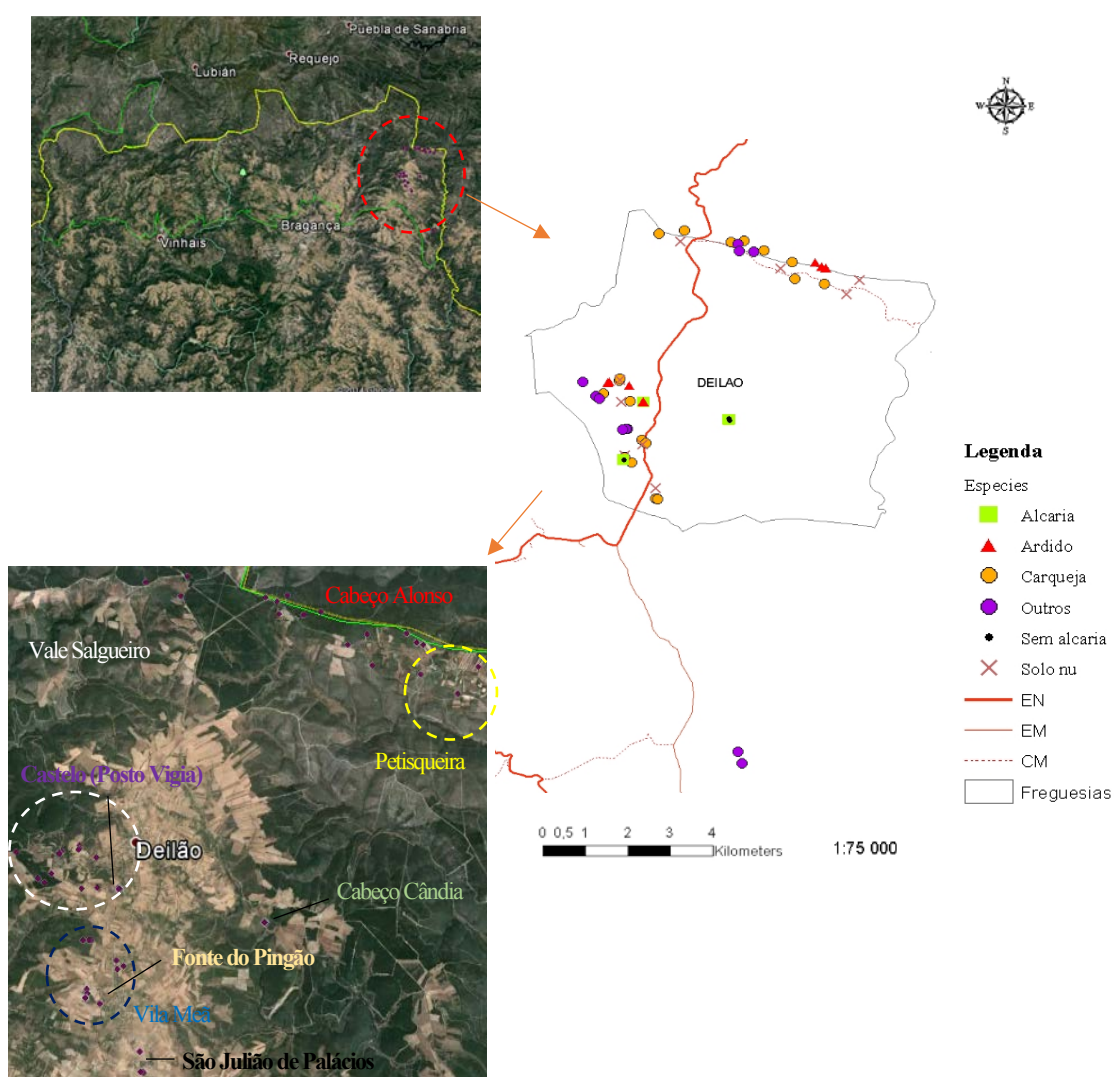 Puebla de Sanabria
Requejo
Lubián
Bragança
Vinhais
N
W E
S
DEILAO
Legenda
Especies
Alcaria
Ardido
Carqueja
Outros
Sem alcaria
Solo nu
EN
EM
CM
Freguesias
0 0,5 1 2 3 4
Kilometers
1:75 000
Cabeço Alonso
Vale Salgueiro
Petisqueira
Castelo (Posto Vigia)
Deilão
Cabeço Cândia
Fonte do Pingão
Vila Meã
São Julião de Palácios